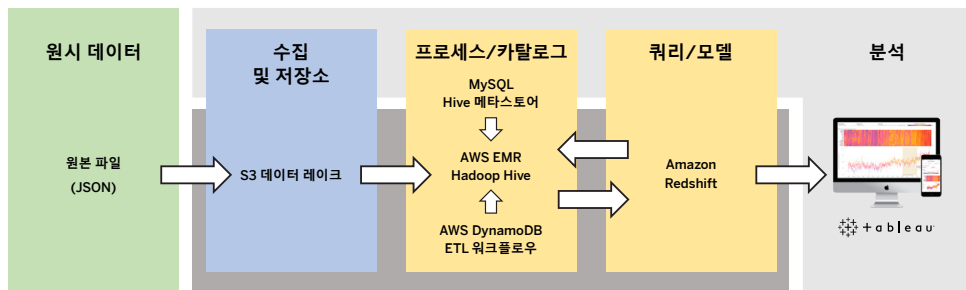 원시 데이터
수집
및 저장소
프로세스/카탈로그
쿼리/모델
분석
MySQL
Hive 메타스토어
원본 파일
(JSON)
S3 데이터 레이크
AWS EMR
Hadoop Hive
Amazon
Redshift
AWS DynamoDB
ETL 워크플로우
+ableau